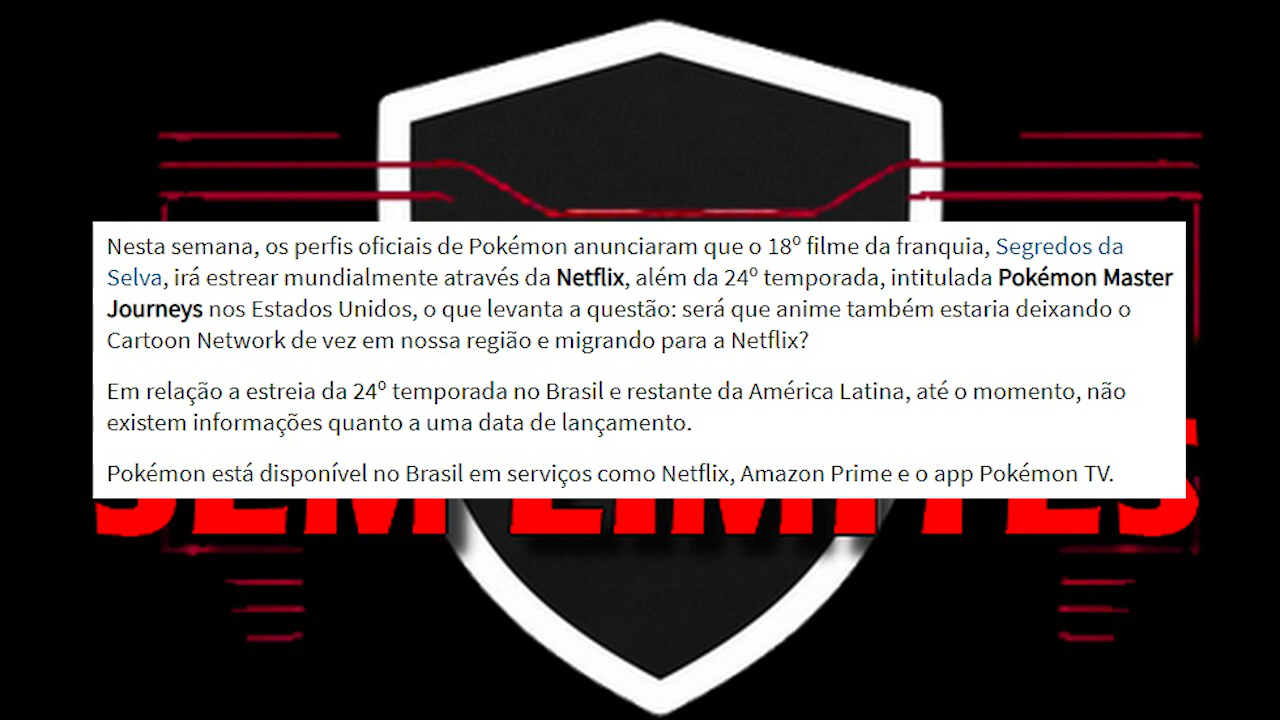 Nesta semana, os perfis oficiais de Pokémon anunciaram que o 18º filme da franquia, Segredos da
Selva, irá estrear mundialmente através da Netflix, além da 24º temporada, intitulada Pokémon Master
Journeys nos Estados Unidos, o que levanta a questão: será que anime também estaria deixando o
Cartoon Network de vez em nossa região e migrando para a Netflix?
Em relação a estreia da 24º temporada no Brasil e restante da América Latina, até o momento, não
existem informações quanto a uma data de lançamento.
Pokémon está disponível no Brasil em serviços como Netflix, Amazon Prime e o app Pokémon TV.
SEM LIMITES